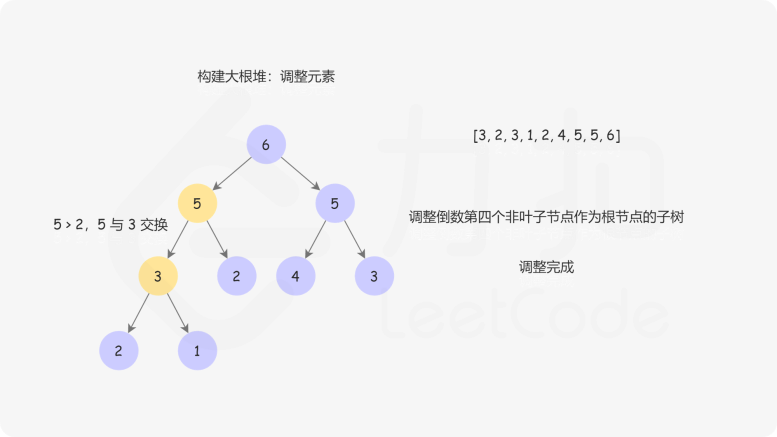 构建大根堆：调整元素
[3, 2, 3, 1, 2, 4, 5, 5, 6]
6
5
5
5 > 2，5 与 3 交换
调整倒数第四个非叶子节点作为根节点的子树
调整完成
3
2
4
3
2
1
力扣
LeetCode